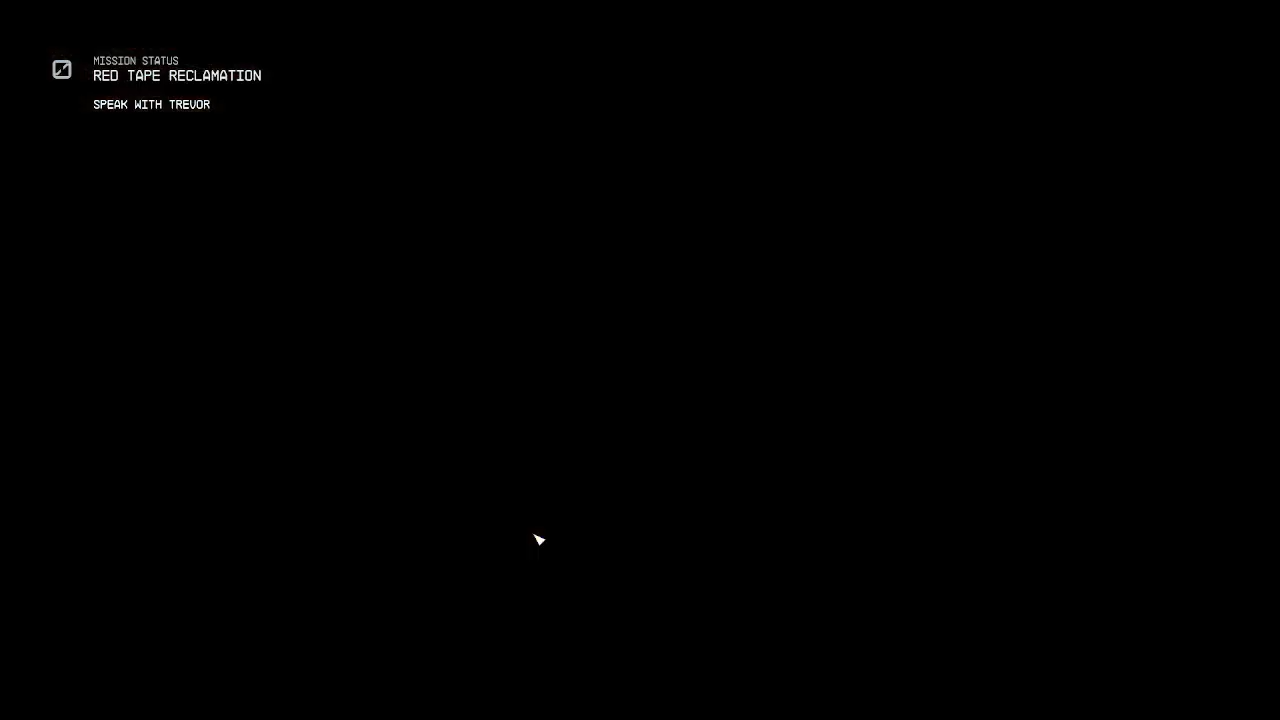 MISSION STATUS
RED TAPE RECLAMATION
SPEAK WITH TREVOR